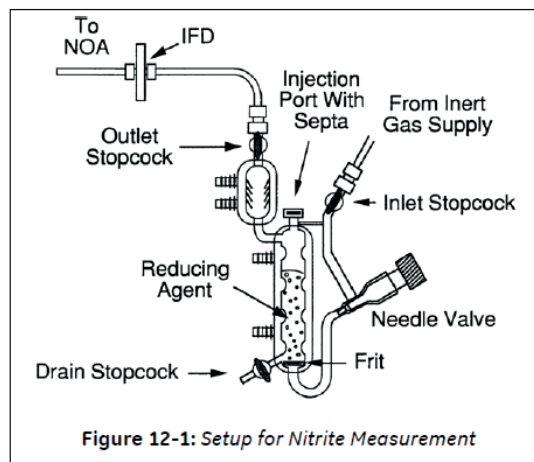 To
NOA
IFD
Injection
Port With
Septa
From Inert
Gas Supply
Outlet
Stopcock
Inlet Stopcock
Reducing
Agent
Needle Valve
Drain Stopcock
Frit
Figure 12-1: Setup for Nitrite Measurement